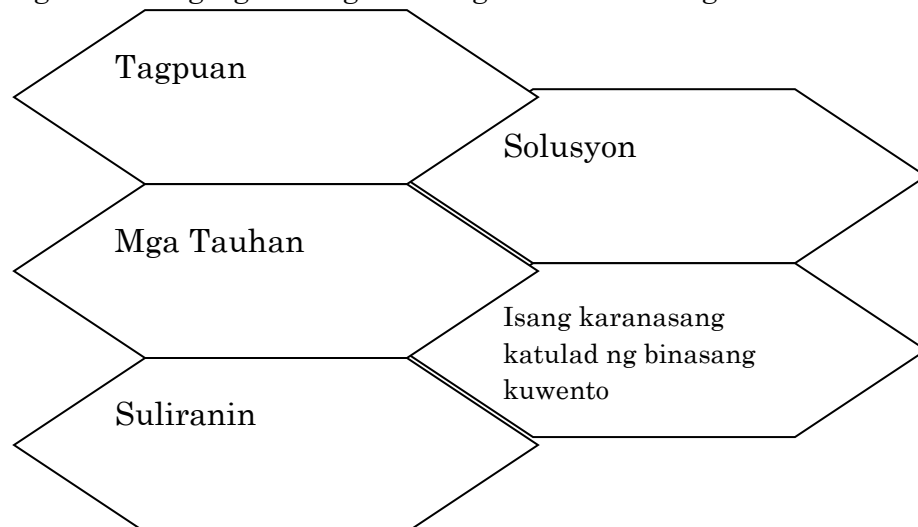 Tagpuan
Solusyon
Mga Tauhan
Isang karanasang
katulad ng binasang
kuwento
Suliranin